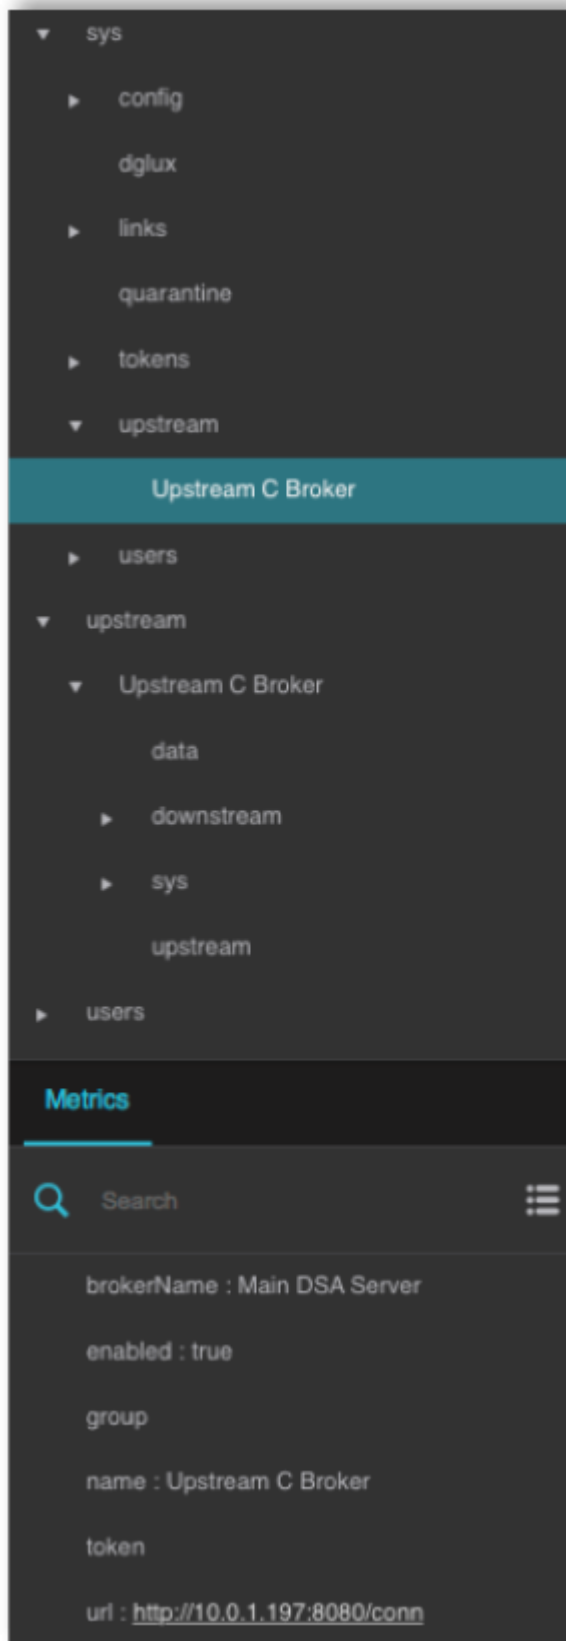 sys
config
dglux
links
quarantine
tokens
upstream
Upstream C Broker
users
upstream
Upstream C Broker
data
downstream
sys
upstream
users
Metrics
Search
brokerName : Main DSA Server
enabled : true
group
name : Upstream C Broker
token
url : http://10.0.1.197:8080/conn